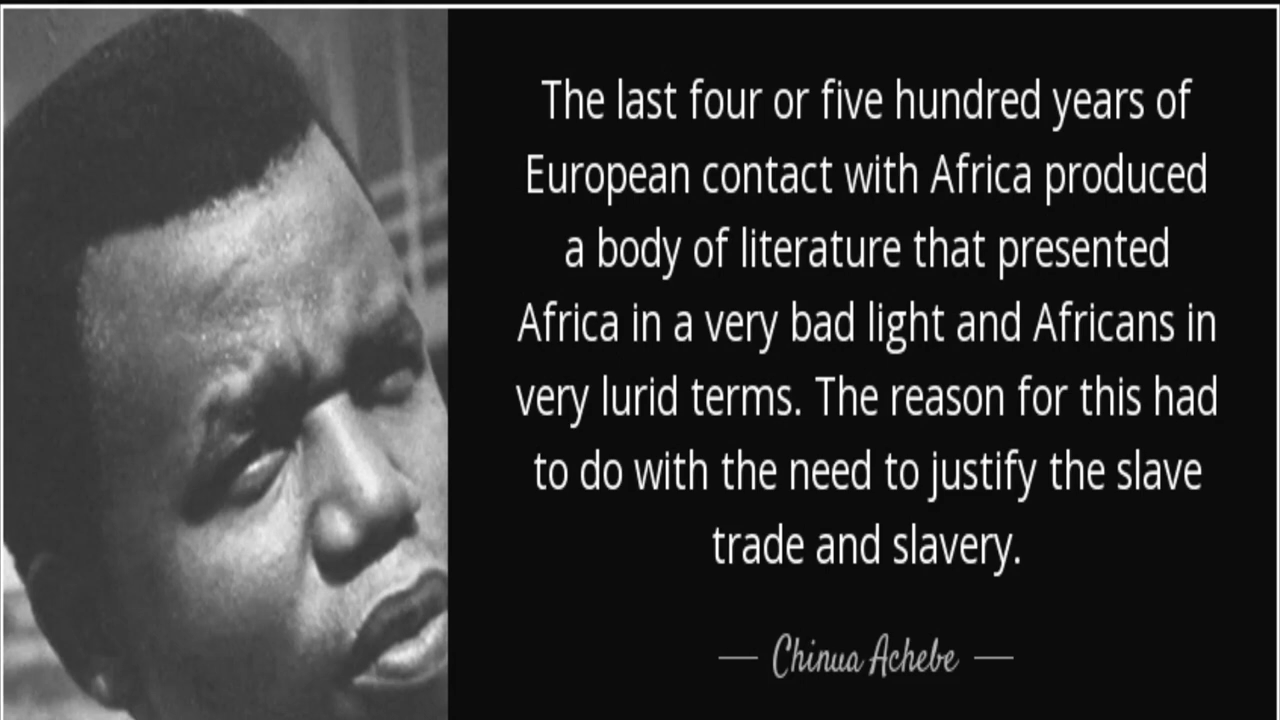 The last four or five hundred years of
European contact with Africa produced
a body of literature that presented
Africa in a very bad light and Africans in
very lurid terms. The reason for this had
to do with the need to justify the slave
trade and slavery.
— Chinua Achebe —